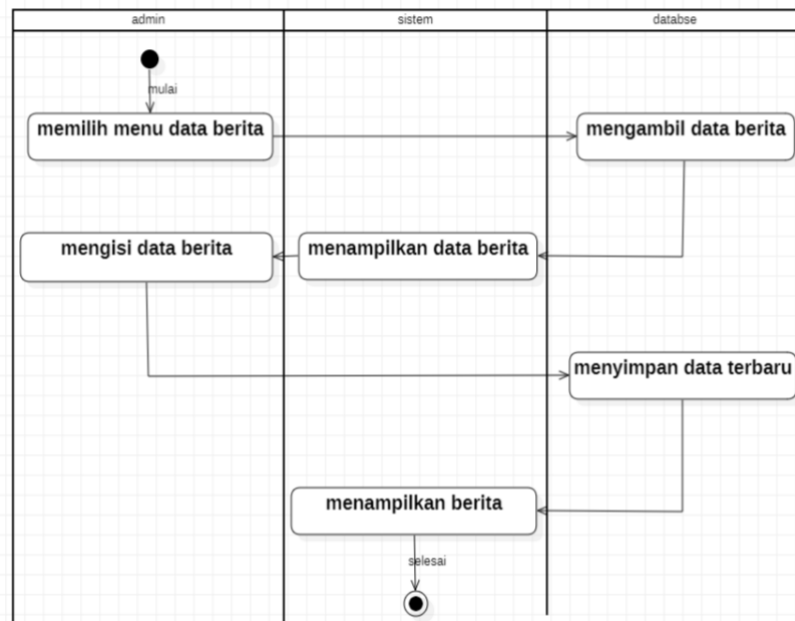 admin
sistem
databse
mulai
memilih menu data berita
mengambil data berita
mengisi data berita
menampilkan data berita
menyimpan data terbaru
menampilkan berita
selesai